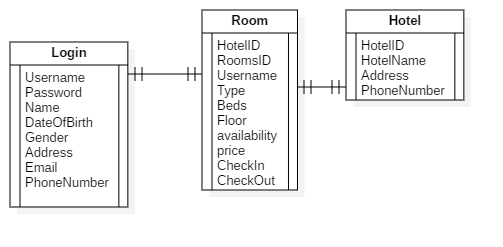 Login
Username
Password
Name
DateOfBirth
Gender
Address
Email
PhoneNumber
Room
HotelID
RoomsID
Username
Type
Beds
Floor
availability
price
CheckIn
CheckOut
Hotel
HotelID
HotelName
Address
PhoneNumber